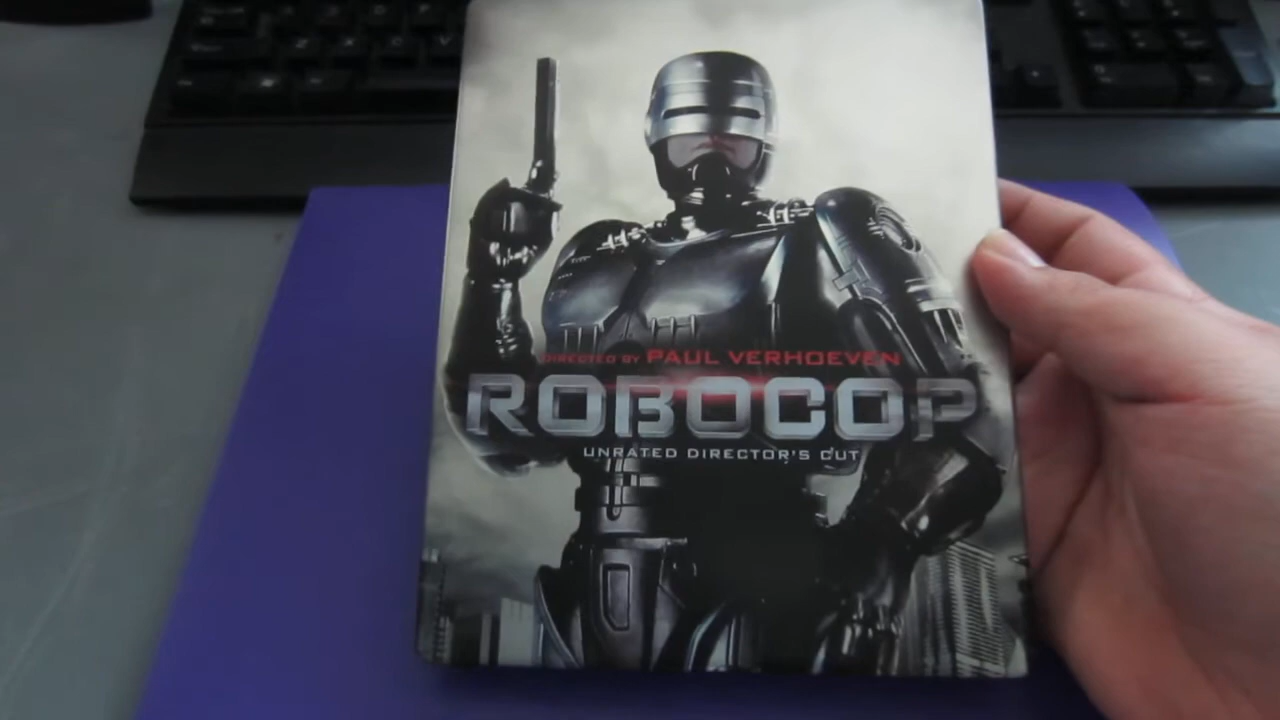 DIRECTED BY PAUL VERHOEVEN
ROBOCOP
UNRATED DIRECTOR'S CUT